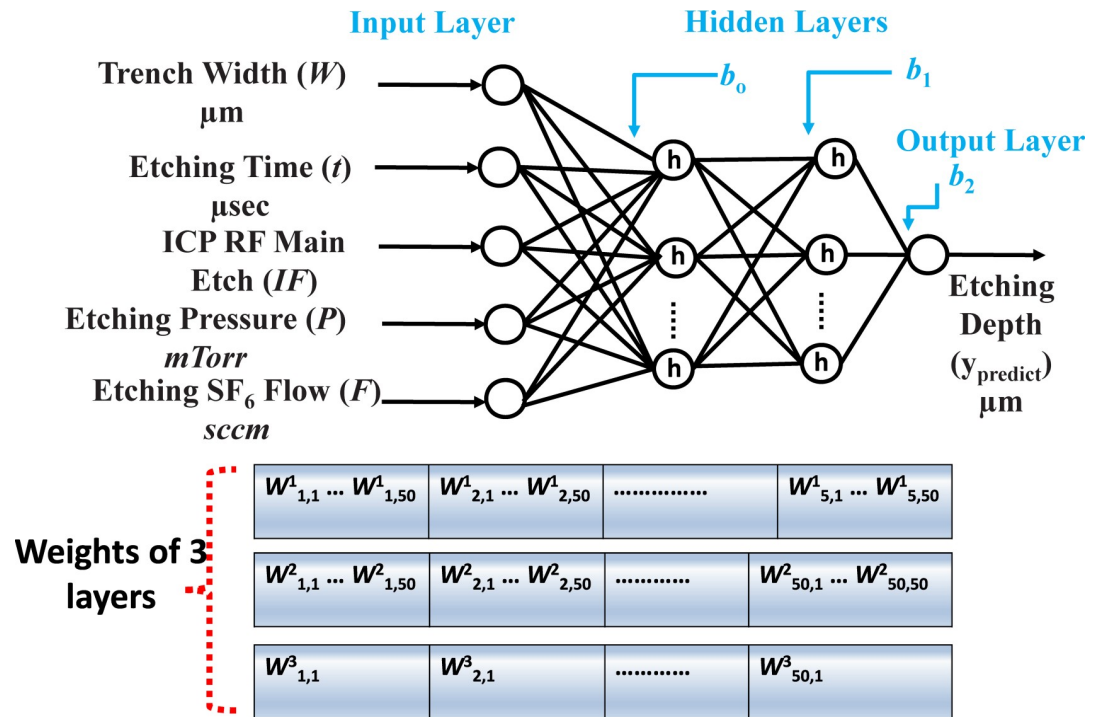 Input Layer
Hidden Layers
Trench Width (W)
µm
b₀
b₁
Etching Time (t)
µsec
Output Layer
b₂
ICP RF Main
Etch (IF)
Etching Pressure (P)
mTorr
Etching SF₆ Flow (F)
sccm
h
h
h
h
h
h
Etching
Depth
(y_predict)
µm
Weights of 3
layers
W¹₁,₁ ... W¹₁,₅₀ W¹₂,₁ ... W¹₂,₅₀ ................ W¹₅,₁ ... W¹₅,₅₀
W²₁,₁ ... W²₁,₅₀ W²₂,₁ ... W²₂,₅₀ ............. W²₅₀,₁ ... W²₅₀,₅₀
W³₁,₁ W³₂,₁ ............. W³₅₀,₁